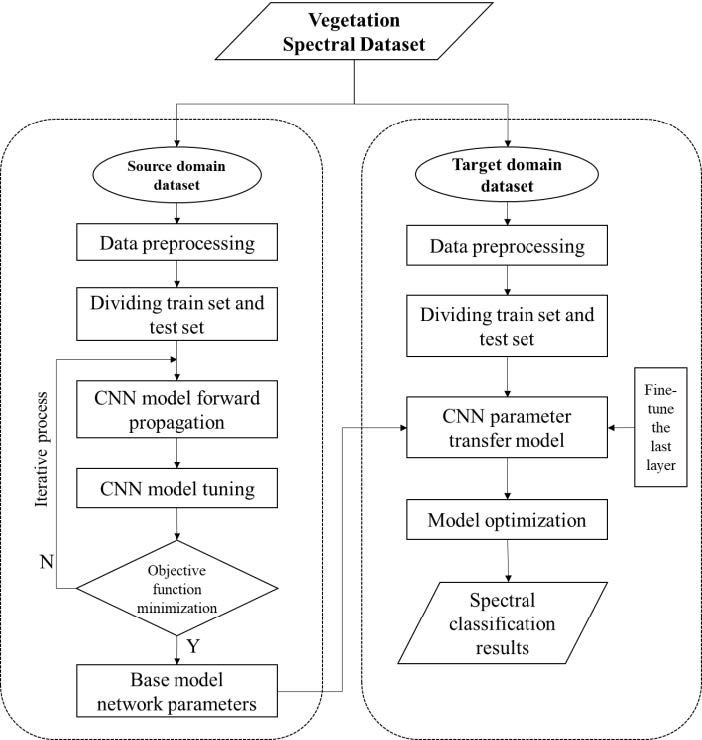 Vegetation
Spectral Dataset
Source domain
dataset
Data preprocessing
Dividing train set and
test set
CNN model forward
propagation
CNN model tuning
Iterative process
N
Objective
function
minimization
Y
Base model
network parameters
Target domain
dataset
Data preprocessing
Dividing train set and
test set
CNN parameter
transfer model
Fine-
tune
the
last
layer
Model optimization
Spectral
classification
results